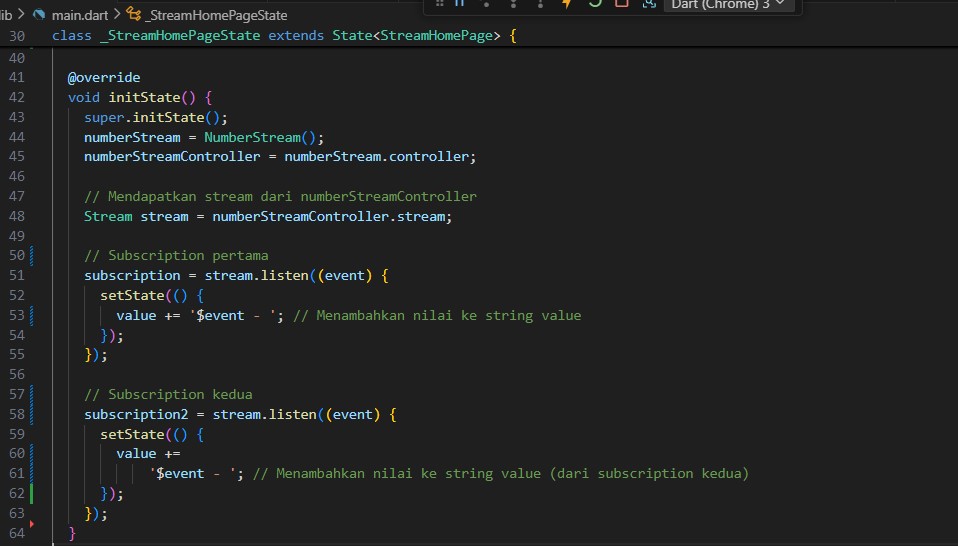 lib > main.dart > _StreamHomePageState
Dart (Chrome) 3
30 class _StreamHomePageState extends State<StreamHomePage> {
40
41 @override
42 void initState() {
43 super.initState();
44 numberStream = NumberStream();
45 numberStreamController = numberStream.controller;
46
47 // Mendapatkan stream dari numberStreamController
48 Stream stream = numberStreamController.stream;
49
50 // Subscription pertama
51 subscription = stream.listen((event) {
52 setState(() {
53 value += '$event - '; // Menambahkan nilai ke string value
54 });
55 });
56
57 // Subscription kedua
58 subscription2 = stream.listen((event) {
59 setState(() {
60 value +=
61 '$event - '; // Menambahkan nilai ke string value (dari subscription kedua)
62 });
63 });
64 }